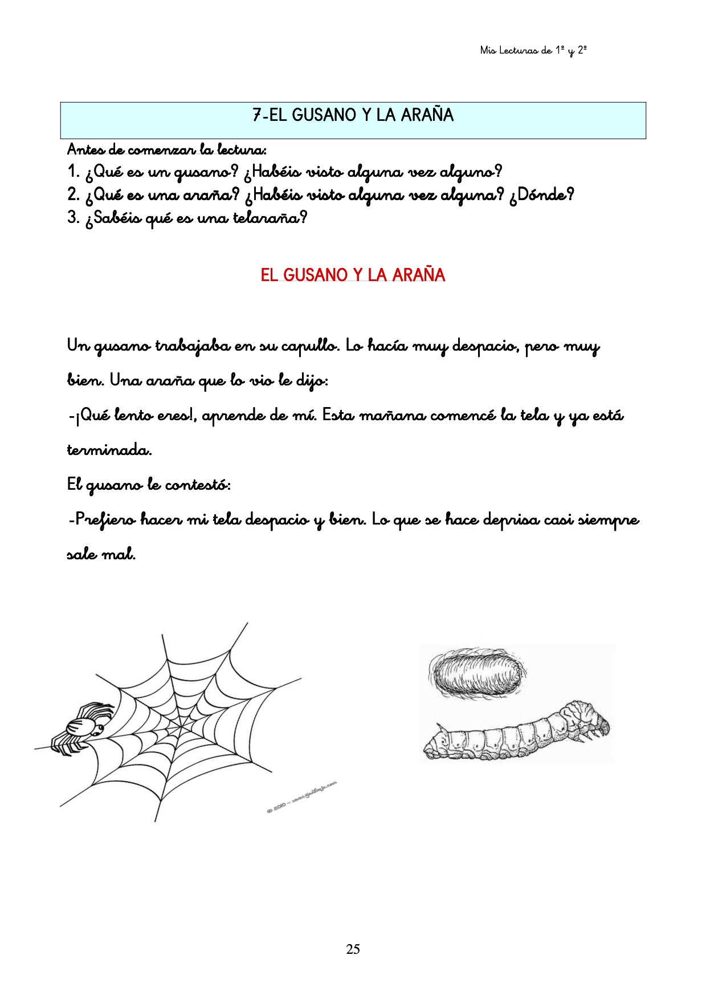 Mis Lecturas de 1º y 2º
7-EL GUSANO Y LA ARAÑA
Antes de comenzar la lectura:
1. ¿Qué es un gusano? ¿Habéis visto alguna vez alguno?
2. ¿Qué es una araña? ¿Habéis visto alguna vez alguna? ¿Dónde?
3. ¿Sabéis qué es una telaraña?
EL GUSANO Y LA ARAÑA
Un gusano trabajaba en su capullo. Lo hacía muy despacio, pero muy
bien. Una araña que lo vio le dijo:
-¡Qué lento eres!, aprende de mí. Esta mañana comencé la tela y ya está
terminada.
El gusano le contestó:
-Prefiero hacer mi tela despacio y bien. Lo que se hace deprisa casi siempre
sale mal.
© 2010 -
25